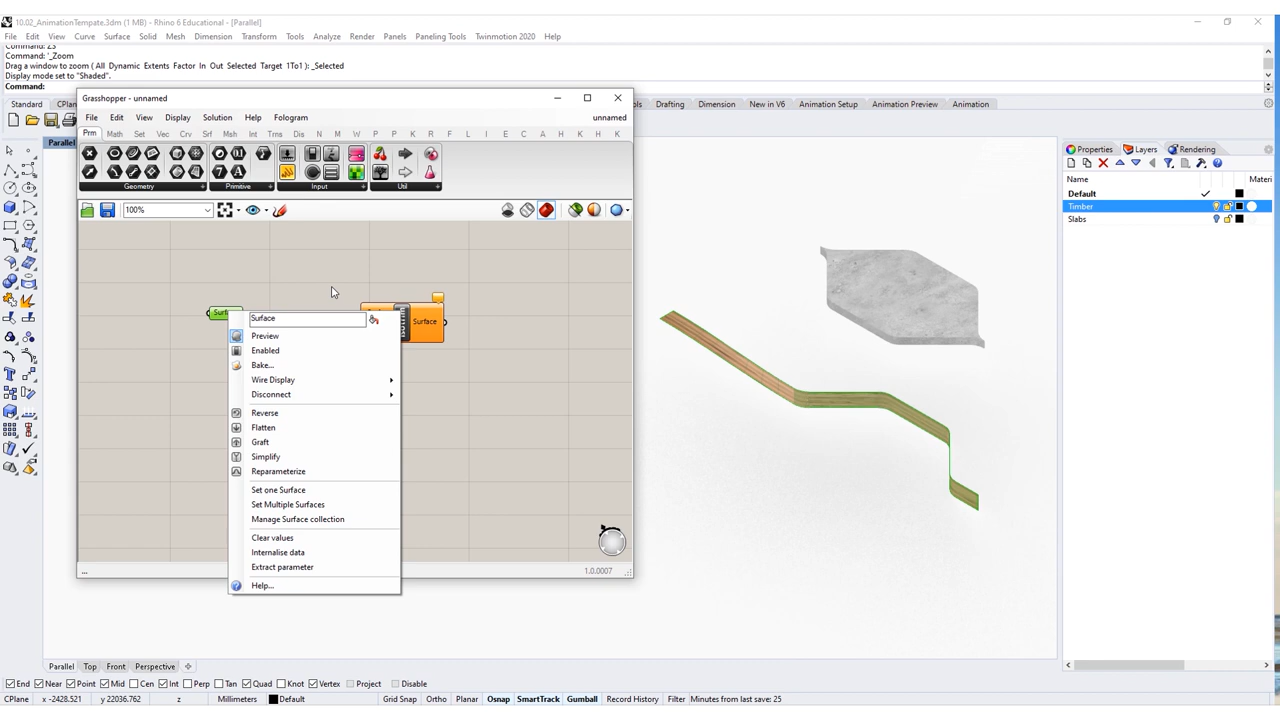 10.02_AnimationTempate.3dm (1 MB) - Rhino 6 Educational - [Parallel]
File Edit View Curve Surface Solid Mesh Dimension Transform Tools Analyze Render Panels Paneling Tools Twinmotion 2020 Help
Command: '_Zoom
Drag a window to zoom ( All Dynamic Extents Factor In Out Selected Target 1To1 ): _Selected
Display mode set to "Shaded".
Command:
Standard Drafting Dimension New in V6 Animation Setup Animation Preview Animation
Grasshopper - unnamed
File Edit View Display Solution Help Fologram unnamed
Prm Math Set Vec Crv Srf Msh Int Trns Dis N M W P P K R F L I E C A H H K
Geometry Primitive Input Util
100%
Parallel
Surface
Preview
Enabled
Bake...
Wire Display
Disconnect
Reverse
Flatten
Graft
Simplify
Reparameterize
Set one Surface
Set Multiple Surfaces
Manage Surface collection
Clear values
Internalise data
Extract parameter
Help...
Surface
... 1.0.0007
Properties Layers Rendering
Name Materi
Default
Timber
Slabs
Parallel Top Front Perspective
End Near Point Mid Cen Int Perp Tan Quad Knot Vertex Project Disable
CPlane x -2428.521 y 22036.762 z Millimeters Default Grid Snap Ortho Planar Osnap SmartTrack Gumball Record History Filter Minutes from last save: 25